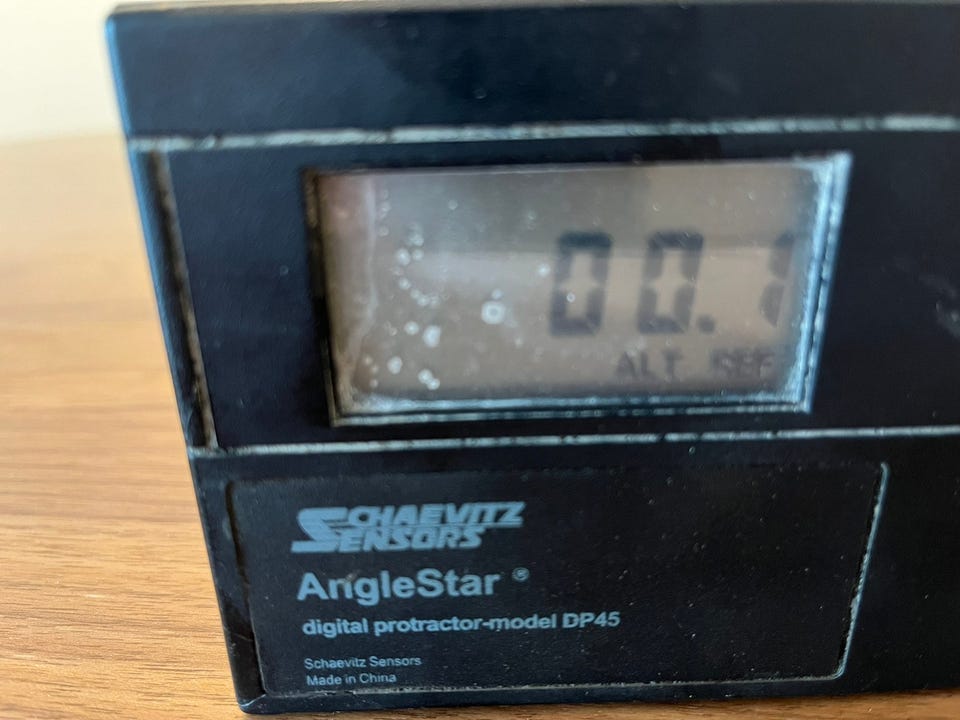 00.1
ALT REF
SCHAEVITZ
SENSORS
AngleStar ®
digital protractor-model DP45
Schaevitz Sensors
Made in China